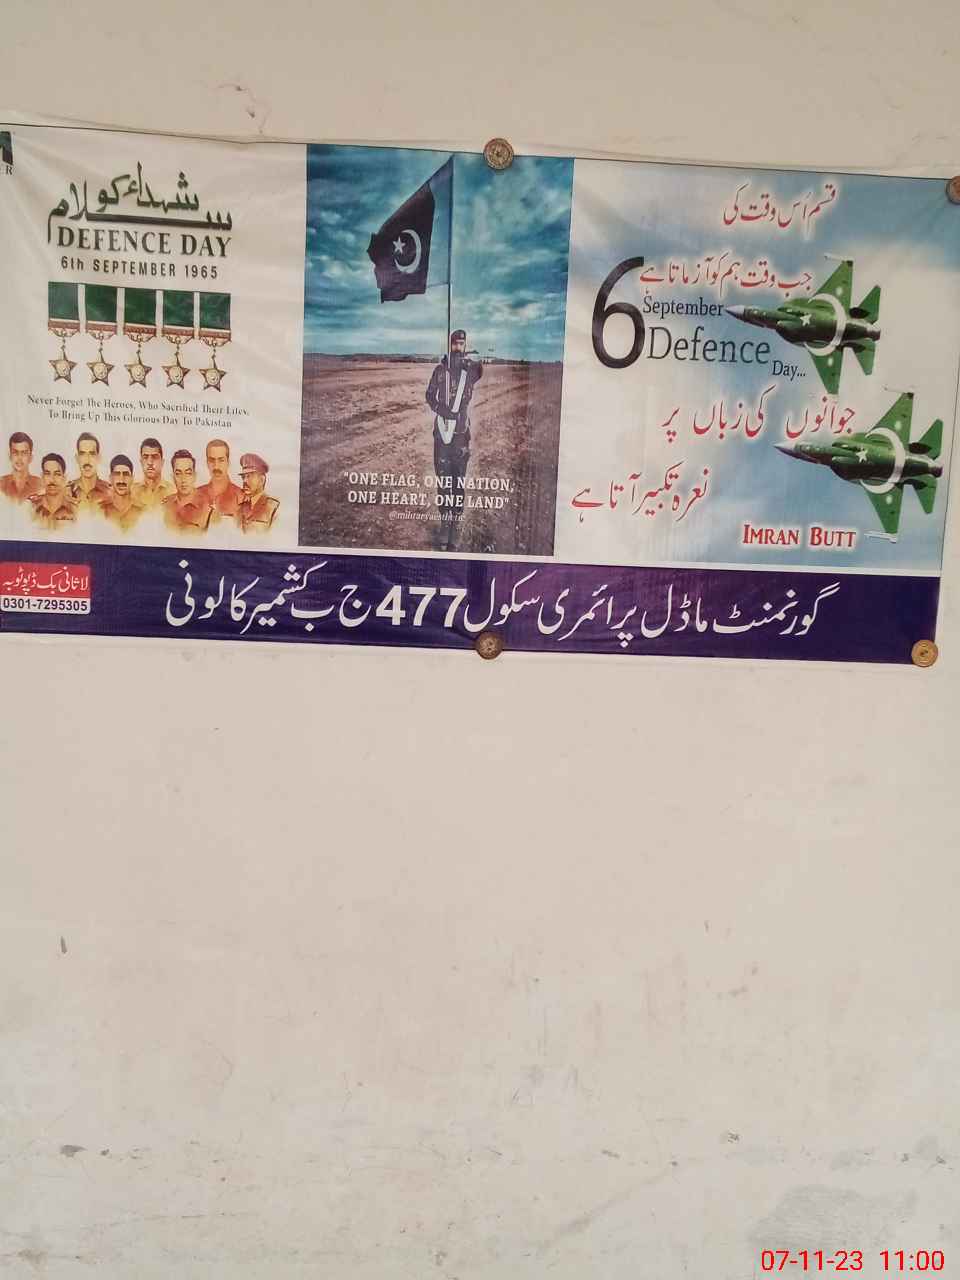 شہداء کو
سلام
DEFENCE DAY
6th SEPTEMBER 1965
Never Forget The Heroes, Who Sacrified Their Lifes,
To Bring Up This Glorious Day To Pakistan
"ONE FLAG, ONE NATION,
ONE HEART, ONE LAND"
@militaryaesthetic
قسم اُس وقت کی
جب وقت ہم کو آزماتا ہے
6 September
Defence
Day...
جوانوں کی زباں پر
نعرہ تکبیر آتا ہے
IMRAN BUTT
گورنمنٹ ماڈل پرائمری سکول 477 ج ب کشمیر کالونی
لاثانی بک ڈپو ٹوبہ
0301-7295305
07-11-23 11:00